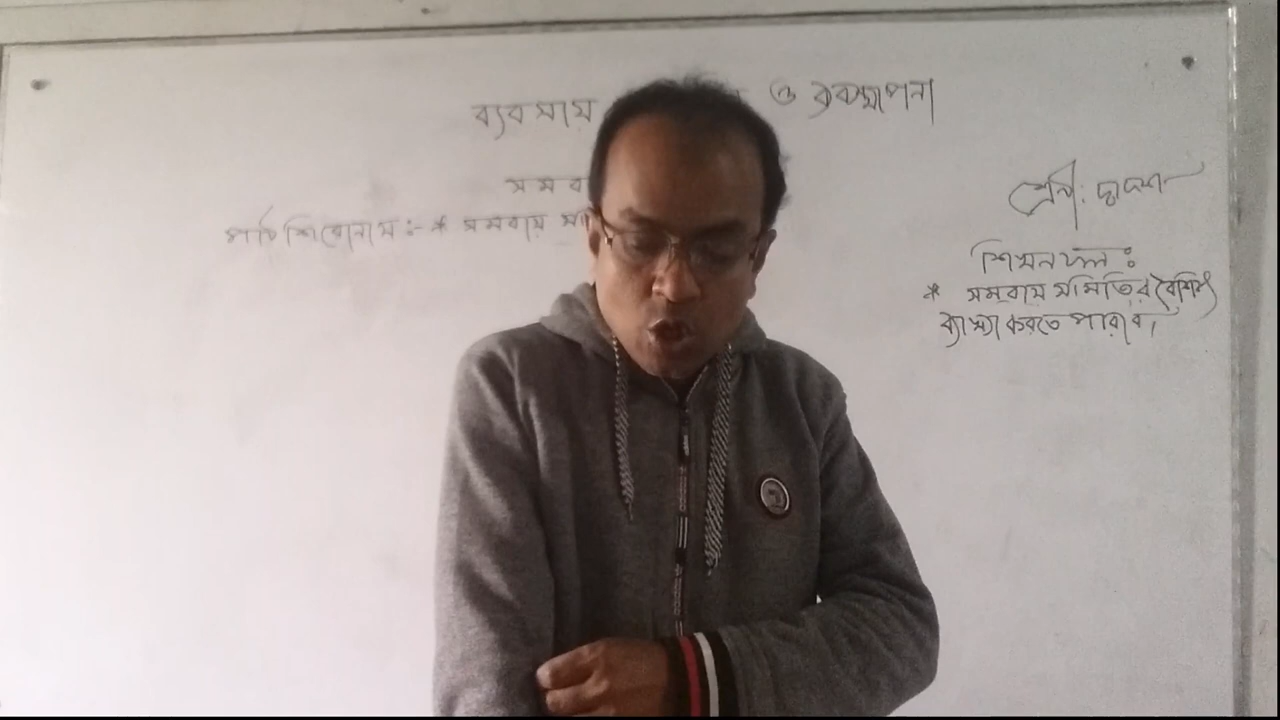 ব্যবসায় ও ব্যবস্থাপনা
সমব
শ্রেণী: দ্বাদশ
পাঠ শিরোনাম :- * সমবায় স
শিখনফল :
* সমবায় সমিতির বৈশিষ্ট
ব্যাখ্যা করতে পারবে।